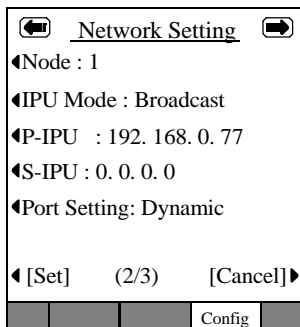 Network Setting
Node : 1
IPU Mode : Broadcast
P-IPU : 192. 168. 0. 77
S-IPU : 0. 0. 0. 0
Port Setting: Dynamic
[Set] (2/3) [Cancel]
Config